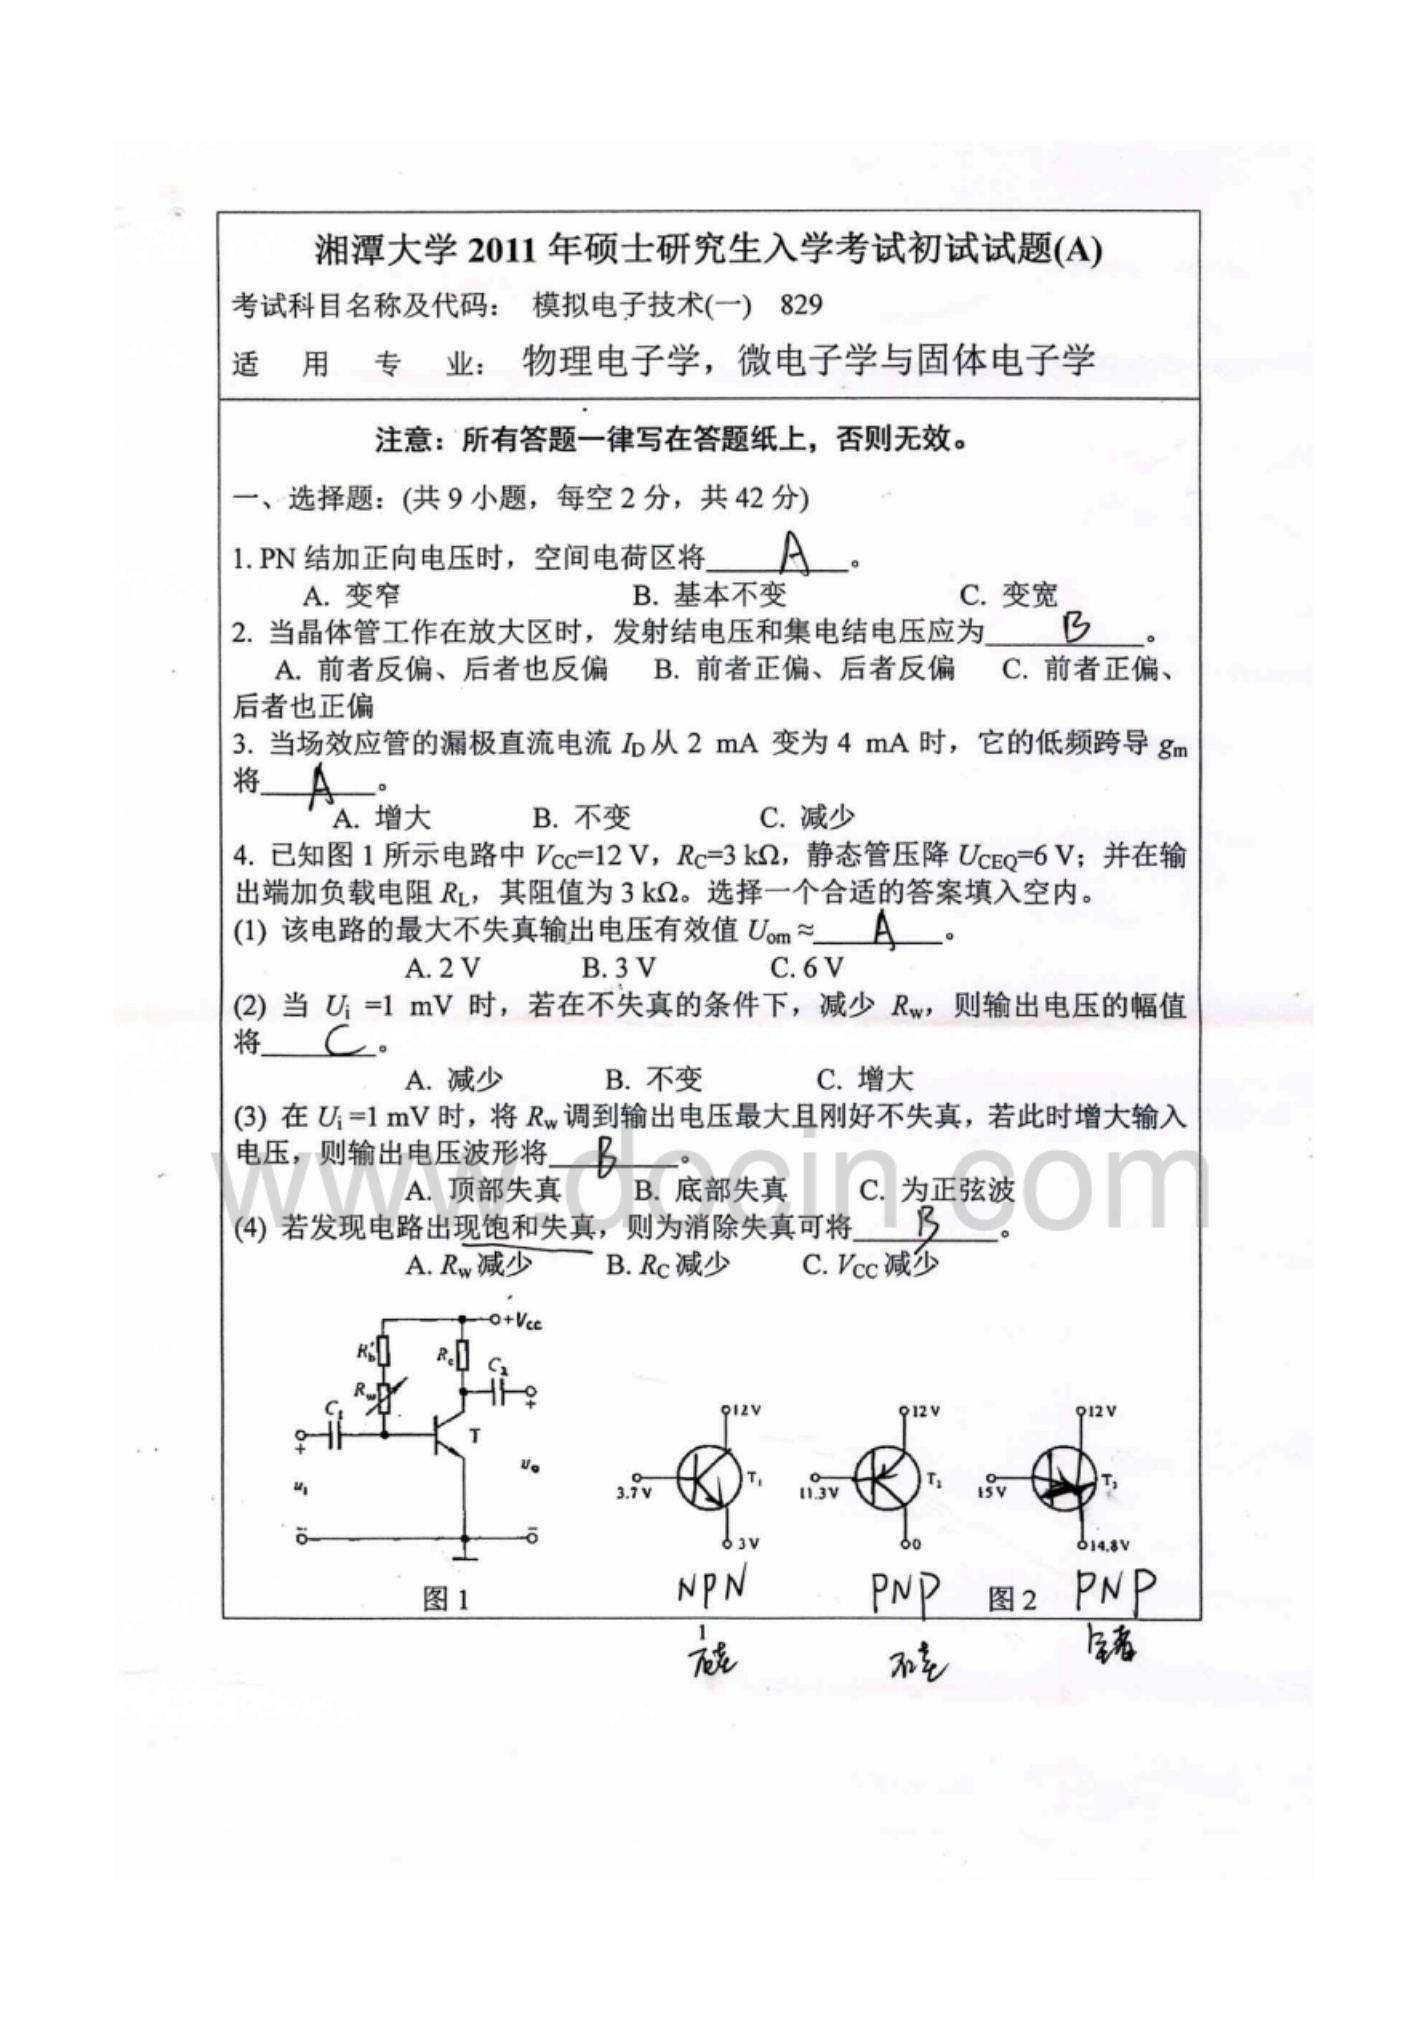 湘潭大学 2011 年硕士研究生入学考试初试试题(A)
考试科目名称及代码： 模拟电子技术(一) 829
适 用 专 业： 物理电子学，微电子学与固体电子学
注意：所有答题一律写在答题纸上，否则无效。
一、选择题：(共 9 小题，每空 2 分，共 42 分)
1. PN 结加正向电压时，空间电荷区将 A 。
A. 变窄 B. 基本不变 C. 变宽
2. 当晶体管工作在放大区时，发射结电压和集电结电压应为 B 。
A. 前者反偏、后者也反偏 B. 前者正偏、后者反偏 C. 前者正偏、
后者也正偏
3. 当场效应管的漏极直流电流 ID 从 2 mA 变为 4 mA 时，它的低频跨导 gm
将 A 。
A. 增大 B. 不变 C. 减少
4. 已知图 1 所示电路中 VCC=12 V，RC=3 kΩ，静态管压降 UCEQ=6 V；并在输
出端加负载电阻 RL，其阻值为 3 kΩ。选择一个合适的答案填入空内。
(1) 该电路的最大不失真输出电压有效值 Uom≈ A 。
A. 2 V B. 3 V C. 6 V
(2) 当 Ui =1 mV 时，若在不失真的条件下，减少 Rw，则输出电压的幅值
将 C 。
A. 减少 B. 不变 C. 增大
(3) 在 Ui =1 mV 时，将 Rw 调到输出电压最大且刚好不失真，若此时增大输入
电压，则输出电压波形将 B 。
A. 顶部失真 B. 底部失真 C. 为正弦波
www.docin.com
(4) 若发现电路出现饱和失真，则为消除失真可将 B 。
A. Rw 减少 B. RC 减少 C. VCC 减少
+Vcc
Rb' Rc C2
Rw
C1 + T
+
ui uo
- -
12V 12V 12V
T1 T2 T3
3.7V 11.3V 15V
3V 0 14.8V
图 1 NPN PNP 图 2 PNP
1